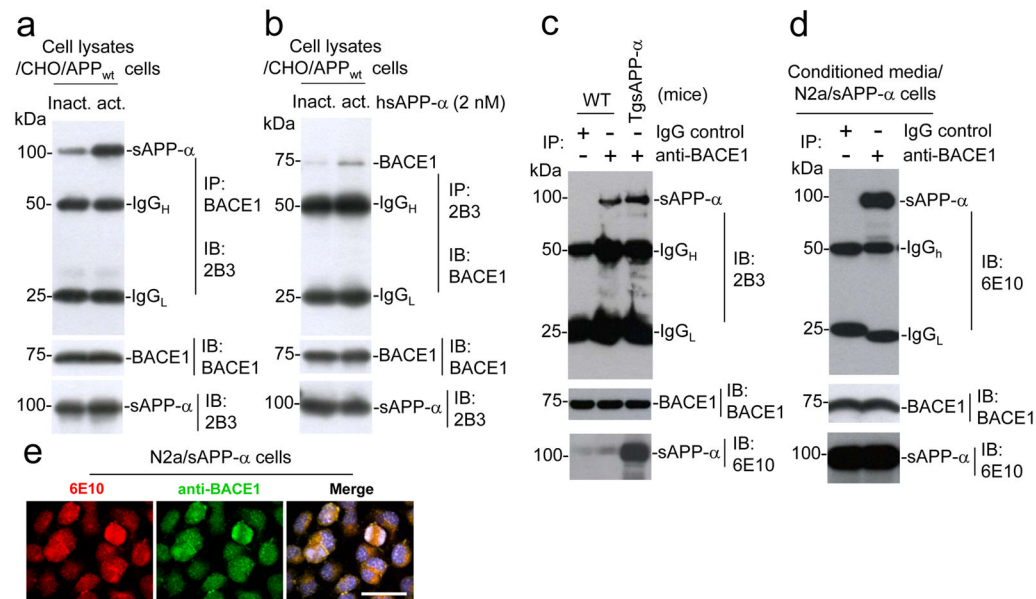 a
Cell lysates
/CHO/APPwt cells
Inact. act.
kDa
100
-sAPP-α
50
-IgGH
25
-IgGL
IP:
BACE1
IB:
2B3
75
-BACE1
IB:
BACE1
100
-sAPP-α
IB:
2B3
b
Cell lysates
/CHO/APPwt cells
Inact. act. hsAPP-α (2 nM)
kDa
75
-BACE1
50
-IgGH
25
-IgGL
IP:
2B3
IB:
BACE1
75
-BACE1
IB:
BACE1
100
-sAPP-α
IB:
2B3
c
WT
TgsAPP-α
(mice)
IP:
+ - - IgG control
- + + anti-BACE1
kDa
100
-sAPP-α
50
-IgGH
25
-IgGL
IB:
2B3
75
-BACE1
IB:
BACE1
100
-sAPP-α
IB:
6E10
d
Conditioned media/
N2a/sAPP-α cells
IP:
+ - IgG control
- + anti-BACE1
kDa
100
-sAPP-α
50
-IgGh
25
-IgGL
IB:
6E10
75
-BACE1
IB:
BACE1
100
-sAPP-α
IB:
6E10
e
N2a/sAPP-α cells
6E10 anti-BACE1 Merge